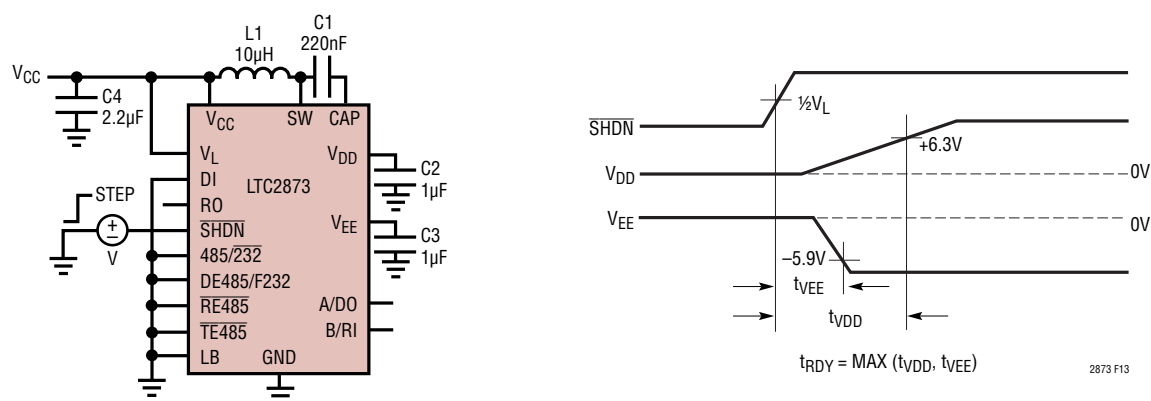 L1
10µH
C1
220nF
VCC
C4
2.2µF
VCC
SW
CAP
VL
VDD
DI
LTC2873
C2
1µF
STEP
RO
SHDN
VEE
+
–
V
C3
1µF
485/232
DE485/F232
RE485
A/DO
TE485
B/RI
LB
GND
SHDN
½VL
+6.3V
VDD
0V
VEE
0V
–5.9V
tVEE
tVDD
tRDY = MAX (tVDD, tVEE)
2873 F13